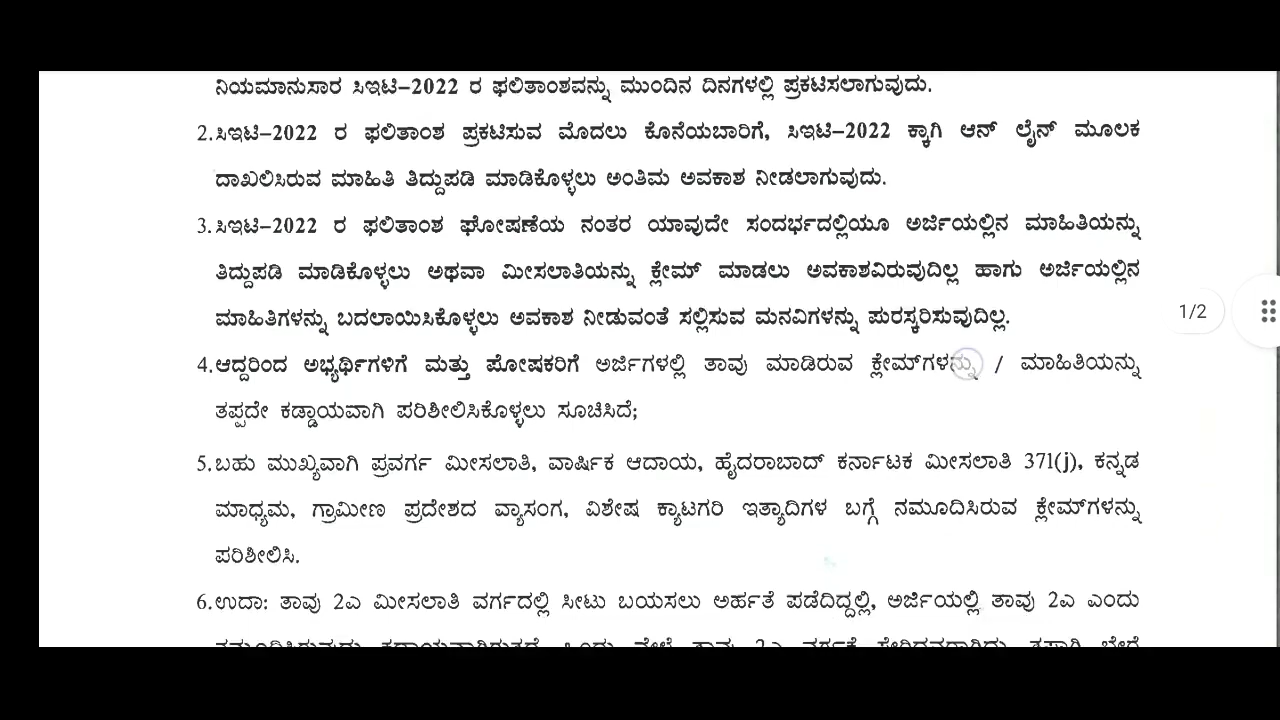 ನಿಯಮಾನುಸಾರ ಸಿಇಟಿ–2022 ರ ಫಲಿತಾಂಶವನ್ನು ಮುಂದಿನ ದಿನಗಳಲ್ಲಿ ಪ್ರಕಟಿಸಲಾಗುವುದು.
2. ಸಿಇಟಿ–2022 ರ ಫಲಿತಾಂಶ ಪ್ರಕಟಿಸುವ ಮೊದಲು ಕೊನೆಯಬಾರಿಗೆ, ಸಿಇಟಿ–2022 ಕ್ಕಾಗಿ ಆನ್ ಲೈನ್ ಮೂಲಕ
ದಾಖಲಿಸಿರುವ ಮಾಹಿತಿ ತಿದ್ದುಪಡಿ ಮಾಡಿಕೊಳ್ಳಲು ಅಂತಿಮ ಅವಕಾಶ ನೀಡಲಾಗುವುದು.
3. ಸಿಇಟಿ–2022 ರ ಫಲಿತಾಂಶ ಘೋಷಣೆಯ ನಂತರ ಯಾವುದೇ ಸಂದರ್ಭದಲ್ಲಿಯೂ ಅರ್ಜಿಯಲ್ಲಿನ ಮಾಹಿತಿಯನ್ನು
ತಿದ್ದುಪಡಿ ಮಾಡಿಕೊಳ್ಳಲು ಅಥವಾ ಮೀಸಲಾತಿಯನ್ನು ಕ್ಲೇಮ್ ಮಾಡಲು ಅವಕಾಶವಿರುವುದಿಲ್ಲ ಹಾಗು ಅರ್ಜಿಯಲ್ಲಿನ
ಮಾಹಿತಿಗಳನ್ನು ಬದಲಾಯಿಸಿಕೊಳ್ಳಲು ಅವಕಾಶ ನೀಡುವಂತೆ ಸಲ್ಲಿಸುವ ಮನವಿಗಳನ್ನು ಪುರಸ್ಕರಿಸುವುದಿಲ್ಲ.
1/2
4. ಆದ್ದರಿಂದ ಅಭ್ಯರ್ಥಿಗಳಿಗೆ ಮತ್ತು ಪೋಷಕರಿಗೆ ಅರ್ಜಿಗಳಲ್ಲಿ ತಾವು ಮಾಡಿರುವ ಕ್ಲೇಮ್‌ಗಳನ್ನು / ಮಾಹಿತಿಯನ್ನು
ತಪ್ಪದೇ ಕಡ್ಡಾಯವಾಗಿ ಪರಿಶೀಲಿಸಿಕೊಳ್ಳಲು ಸೂಚಿಸಿದೆ;
5. ಬಹು ಮುಖ್ಯವಾಗಿ ಪ್ರವರ್ಗ ಮೀಸಲಾತಿ, ವಾರ್ಷಿಕ ಆದಾಯ, ಹೈದರಾಬಾದ್ ಕರ್ನಾಟಕ ಮೀಸಲಾತಿ 371(j), ಕನ್ನಡ
ಮಾಧ್ಯಮ, ಗ್ರಾಮೀಣ ಪ್ರದೇಶದ ವ್ಯಾಸಂಗ, ವಿಶೇಷ ಕ್ಯಾಟಗರಿ ಇತ್ಯಾದಿಗಳ ಬಗ್ಗೆ ನಮೂದಿಸಿರುವ ಕ್ಲೇಮ್‌ಗಳನ್ನು
ಪರಿಶೀಲಿಸಿ.
6. ಉದಾ: ತಾವು 2ಎ ಮೀಸಲಾತಿ ವರ್ಗದಲ್ಲಿ ಸೀಟು ಬಯಸಲು ಅರ್ಹತೆ ಪಡೆದಿದ್ದಲ್ಲಿ, ಅರ್ಜಿಯಲ್ಲಿ ತಾವು 2ಎ ಎಂದು